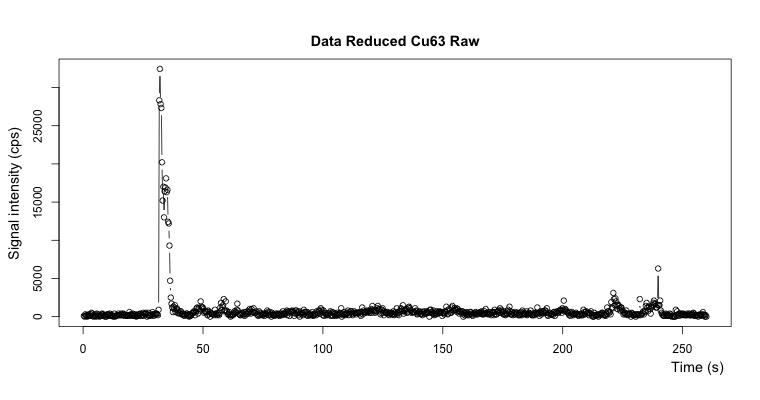 Data Reduced Cu63 Raw
Signal intensity (cps)
25000
15000
5000
0
0 50 100 150 200 250
Time (s)